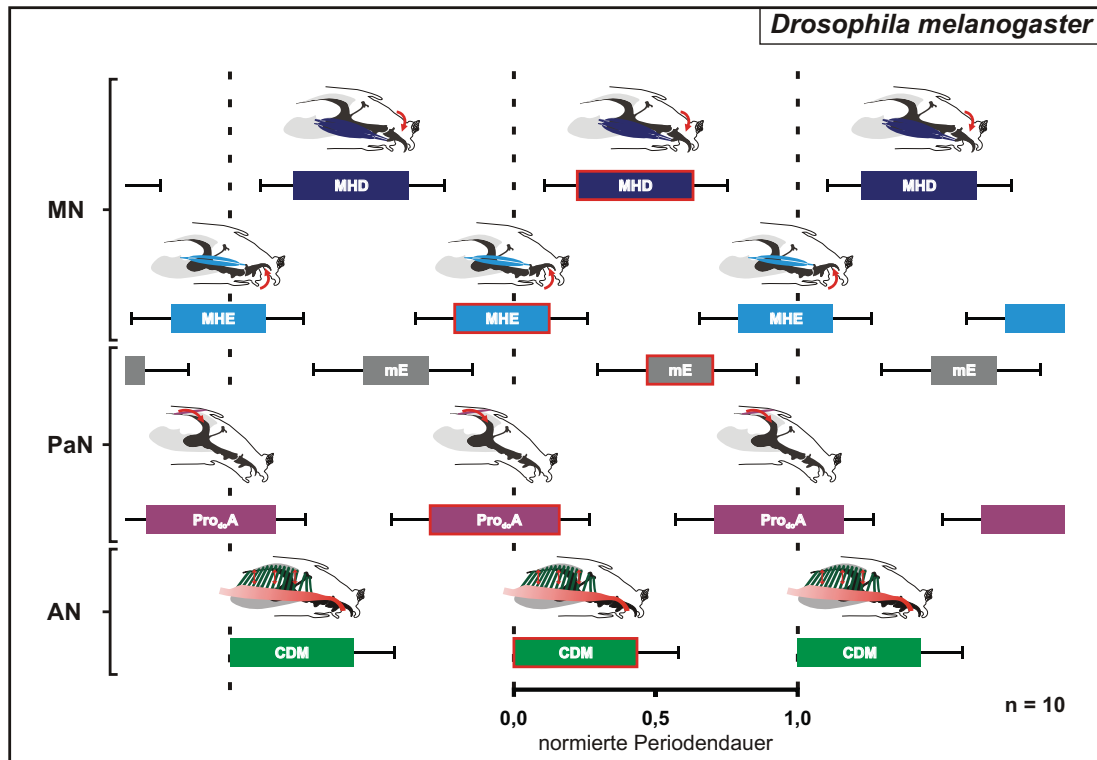 Drosophila melanogaster
MN
MHD MHD MHD
MHE MHE MHE
PaN
mE mE mE
ProdoA ProdoA ProdoA
AN
CDM CDM CDM
0,0 0,5 1,0
normierte Periodendauer
n = 10